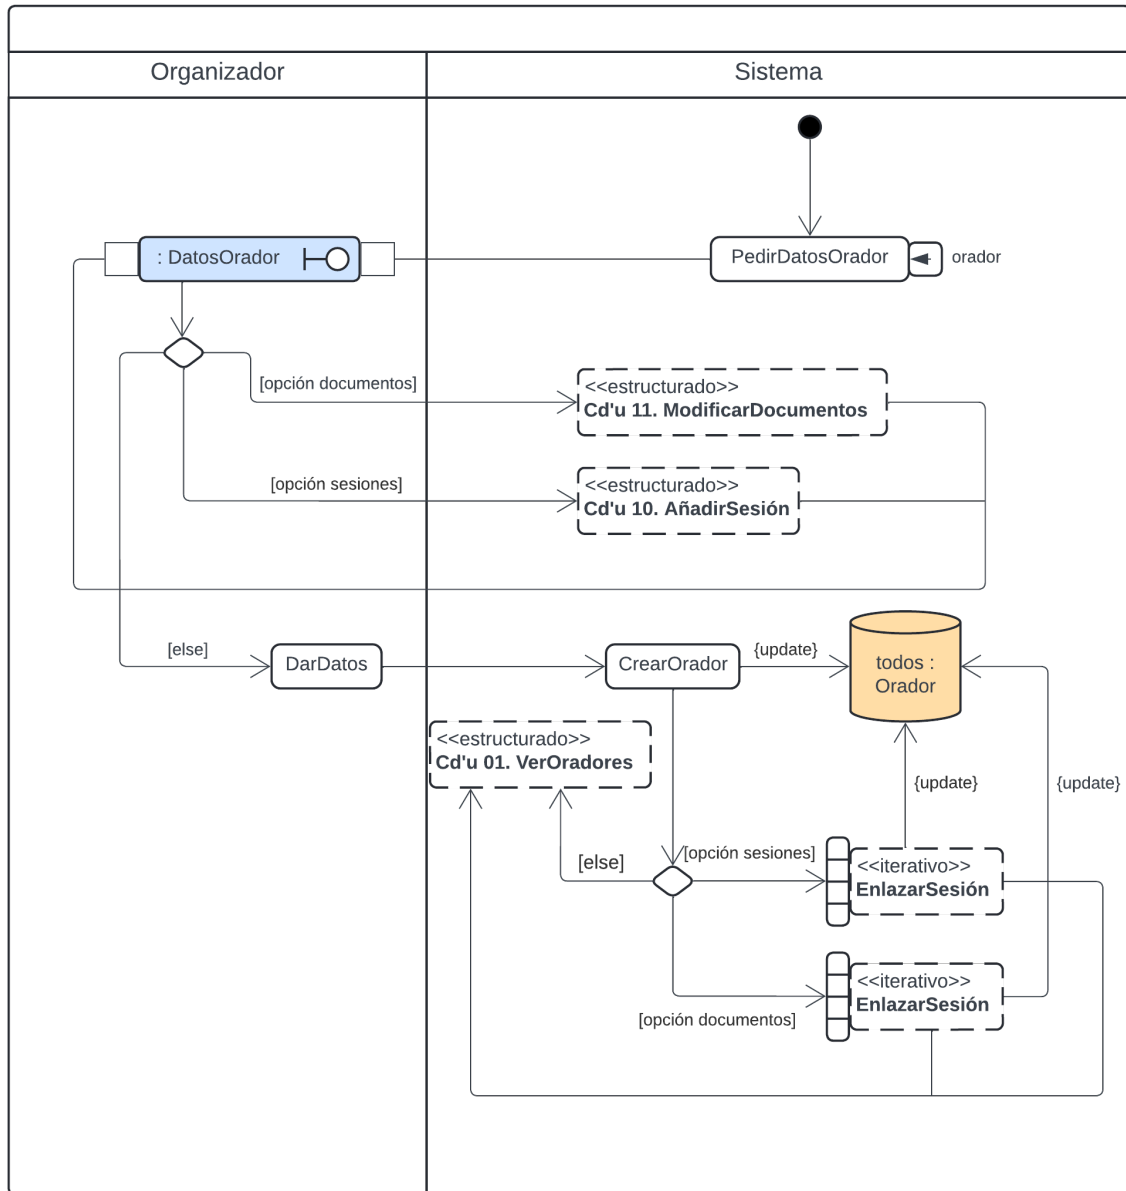 Organizador
Sistema
: DatosOrador
PedirDatosOrador
orador
[opción documentos]
<<estructurado>>
Cd'u 11. ModificarDocumentos
[opción sesiones]
<<estructurado>>
Cd'u 10. AñadirSesión
[else]
DarDatos
CrearOrador
{update}
todos :
Orador
<<estructurado>>
Cd'u 01. VerOradores
{update}
{update}
[else]
[opción sesiones]
<<iterativo>>
EnlazarSesión
<<iterativo>>
EnlazarSesión
[opción documentos]